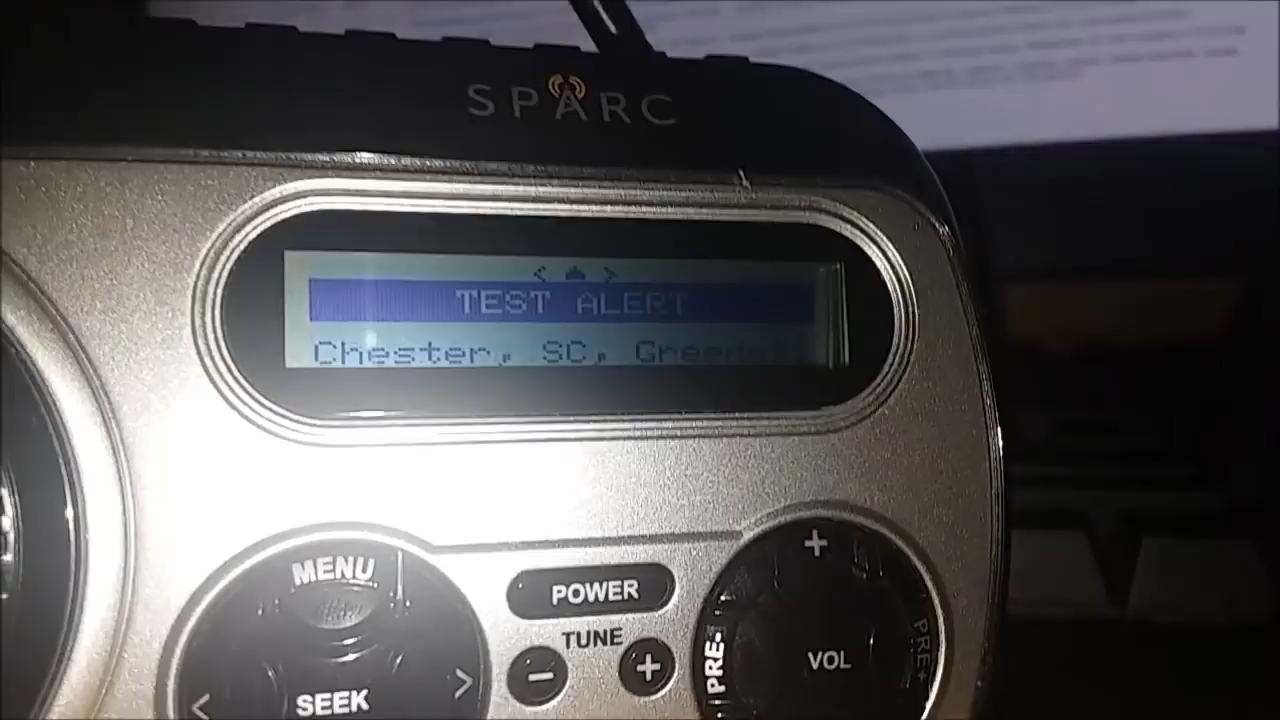 SPARC
< >
TEST ALERT
Chester, SC,
MENU
POWER
TUNE
- +
< SEEK >
+
PRE-
VOL
PRE+